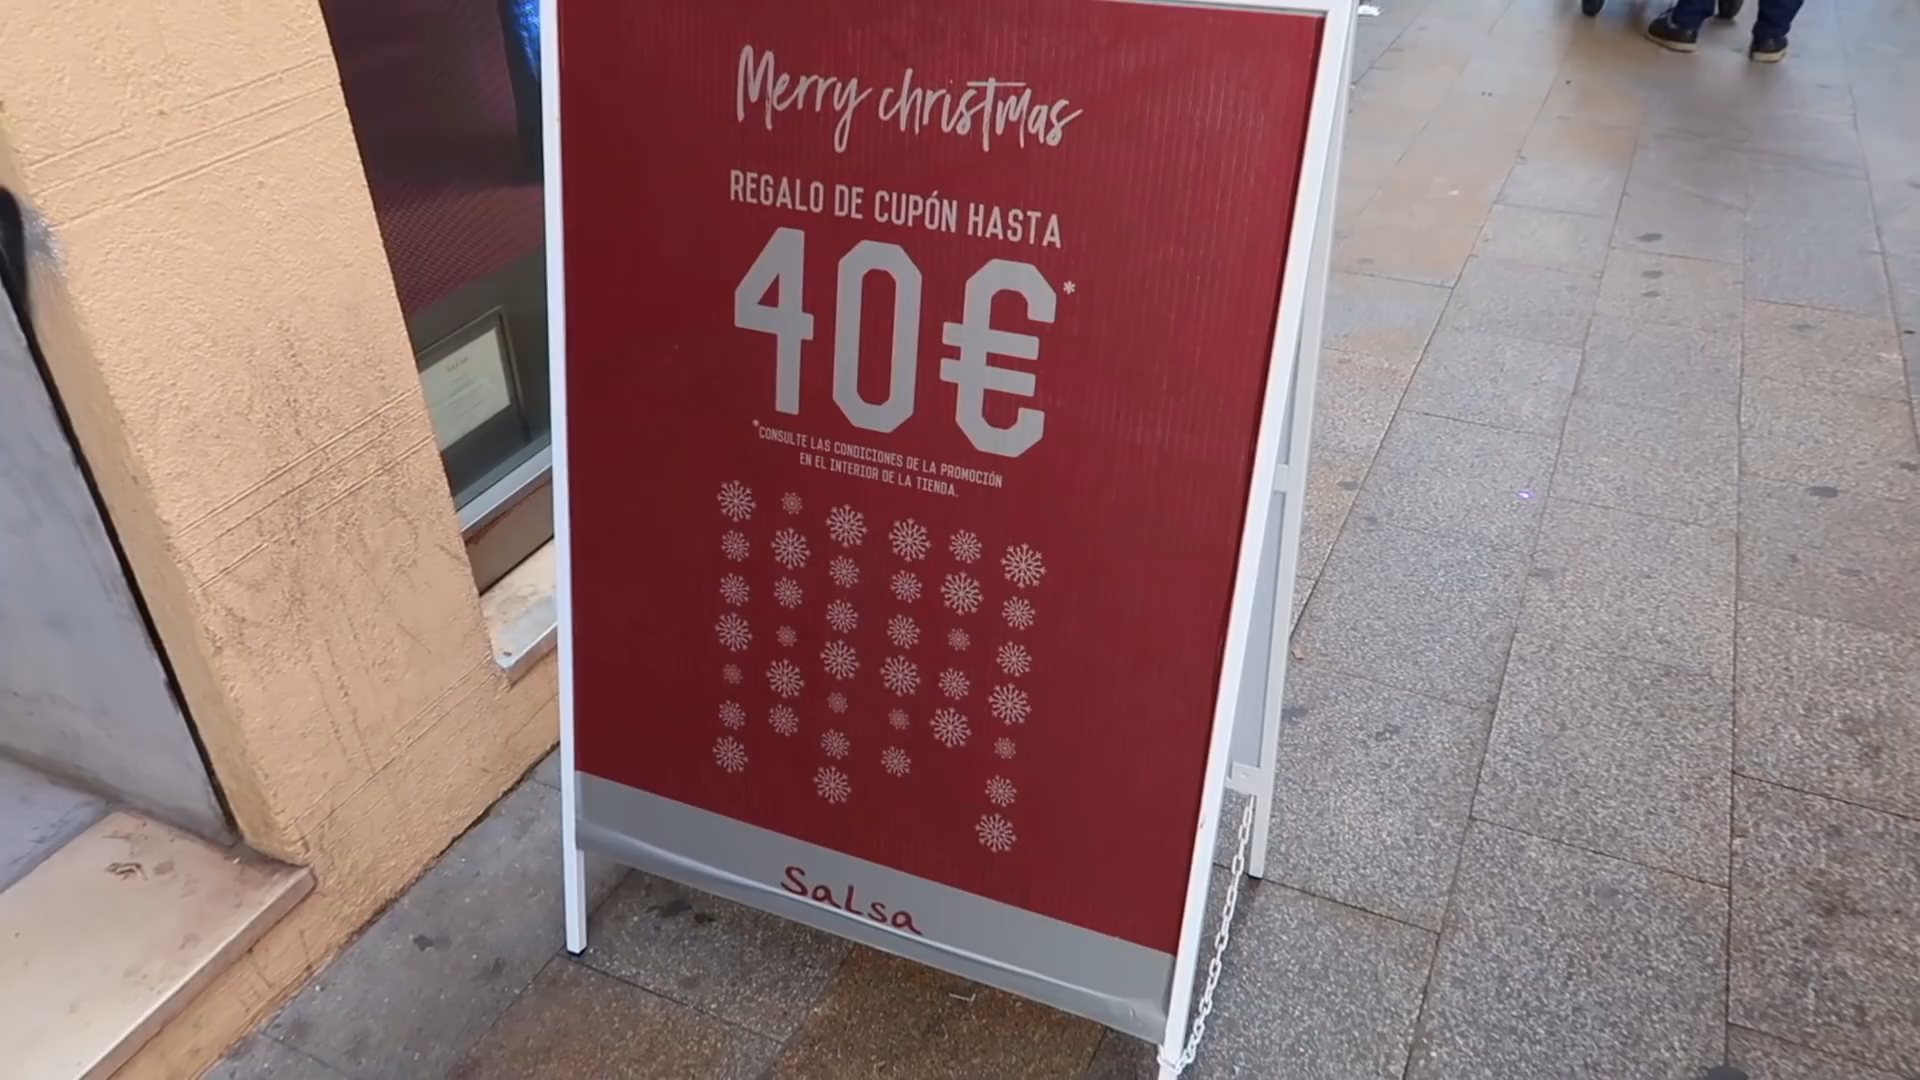 Merry christmas
REGALO DE CUPÓN HASTA
40€*
*CONSULTE LAS CONDICIONES DE LA PROMOCIÓN
EN EL INTERIOR DE LA TIENDA.
Salsa